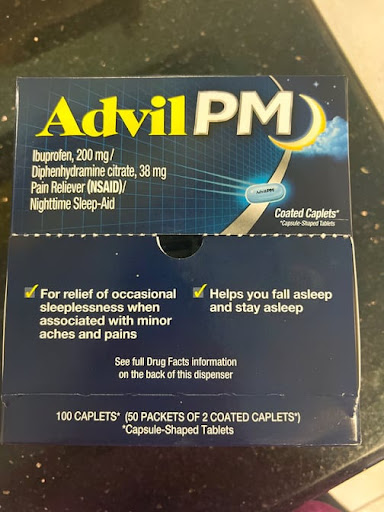 Advil PM
Ibuprofen, 200 mg/
Diphenhydramine citrate, 38 mg
Pain Reliever (NSAID)/
Nighttime Sleep-Aid
Advil PM
Coated Caplets*
*Capsule-Shaped Tablets
For relief of occasional
sleeplessness when
associated with minor
aches and pains
Helps you fall asleep
and stay asleep
See full Drug Facts information
on the back of this dispenser
100 CAPLETS* (50 PACKETS OF 2 COATED CAPLETS*)
*Capsule-Shaped Tablets